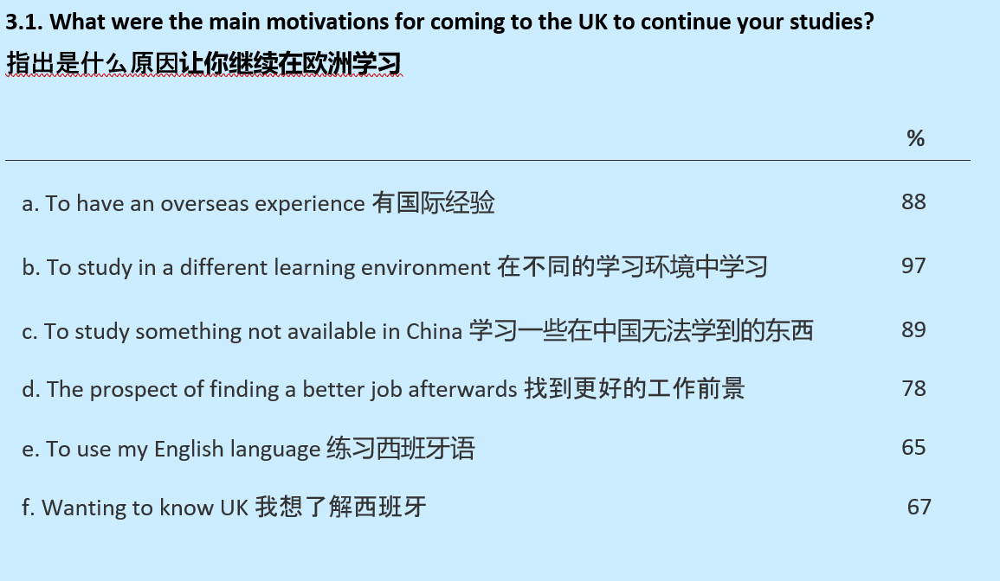 3.1. What were the main motivations for coming to the UK to continue your studies?
指出是什么原因让你继续在欧洲学习
%
a. To have an overseas experience 有国际经验 88
b. To study in a different learning environment 在不同的学习环境中学习 97
c. To study something not available in China 学习一些在中国无法学到的东西 89
d. The prospect of finding a better job afterwards 找到更好的工作前景 78
e. To use my English language 练习西班牙语 65
f. Wanting to know UK 我想了解西班牙 67